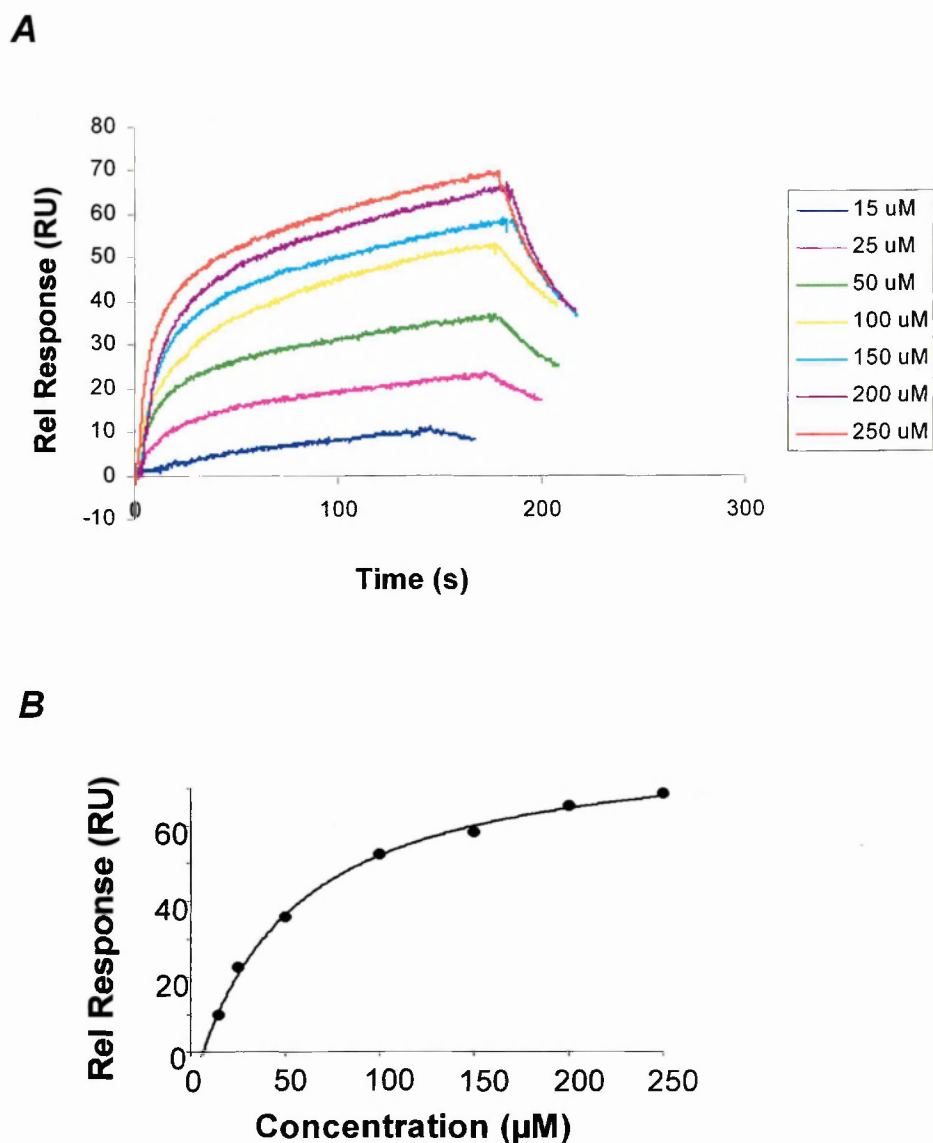 A
Rel Response (RU)
80
70
60
50
40
30
20
10
0
-10
0
100
200
300
Time (s)
15 uM
25 uM
50 uM
100 uM
150 uM
200 uM
250 uM
B
Rel Response (RU)
60
40
20
0
0
50
100
150
200
250
Concentration (µM)